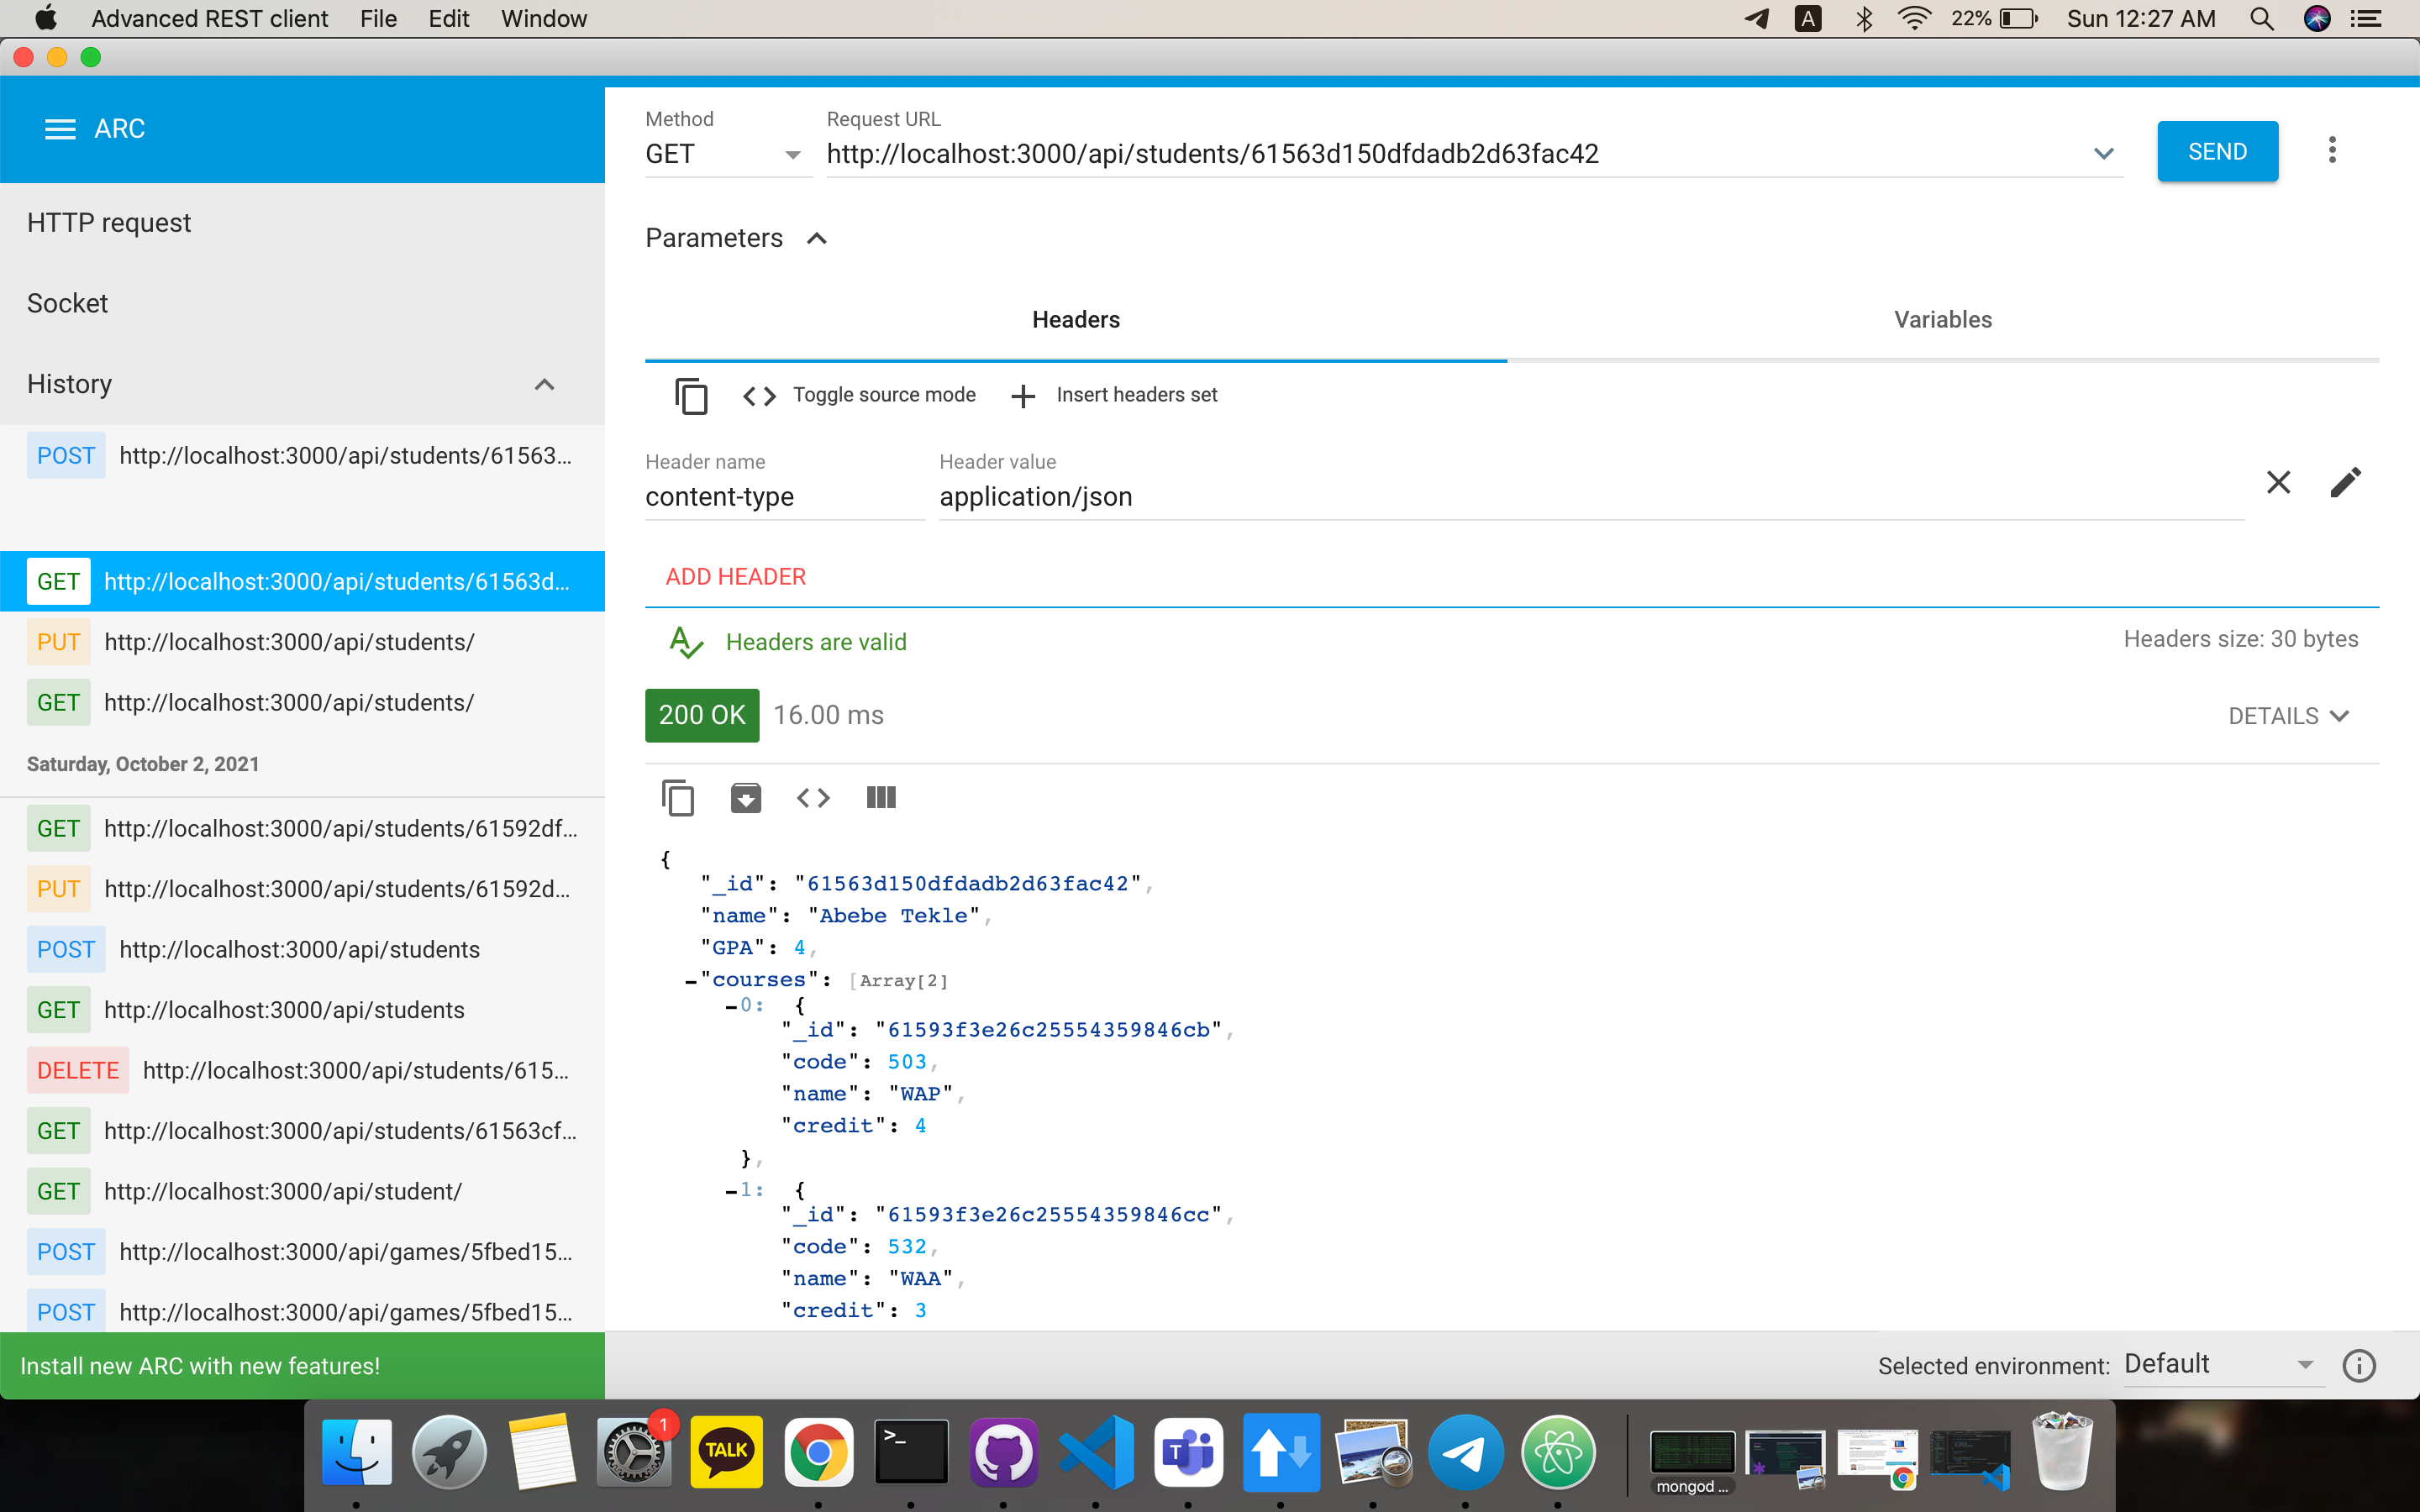 Advanced REST client File Edit Window
A 22% Sun 12:27 AM
ARC
HTTP request
Socket
History
POST http://localhost:3000/api/students/61563...
GET http://localhost:3000/api/students/61563d...
PUT http://localhost:3000/api/students/
GET http://localhost:3000/api/students/
Saturday, October 2, 2021
GET http://localhost:3000/api/students/61592df...
PUT http://localhost:3000/api/students/61592d...
POST http://localhost:3000/api/students
GET http://localhost:3000/api/students
DELETE http://localhost:3000/api/students/615...
GET http://localhost:3000/api/students/61563cf...
GET http://localhost:3000/api/student/
POST http://localhost:3000/api/games/5fbed15...
POST http://localhost:3000/api/games/5fbed15...
Install new ARC with new features!
Method Request URL
GET http://localhost:3000/api/students/61563d150dfdadb2d63fac42
SEND
Parameters
Headers Variables
Toggle source mode Insert headers set
Header name Header value
content-type application/json
ADD HEADER
Headers are valid Headers size: 30 bytes
200 OK 16.00 ms DETAILS
{
"_id": "61563d150dfdadb2d63fac42",
"name": "Abebe Tekle",
"GPA": 4,
-"courses": [Array[2]
-0: {
"_id": "61593f3e26c25554359846cb",
"code": 503,
"name": "WAP",
"credit": 4
},
-1: {
"_id": "61593f3e26c25554359846cc",
"code": 532,
"name": "WAA",
"credit": 3
Selected environment: Default
1
TALK
>_
T
mongod ...